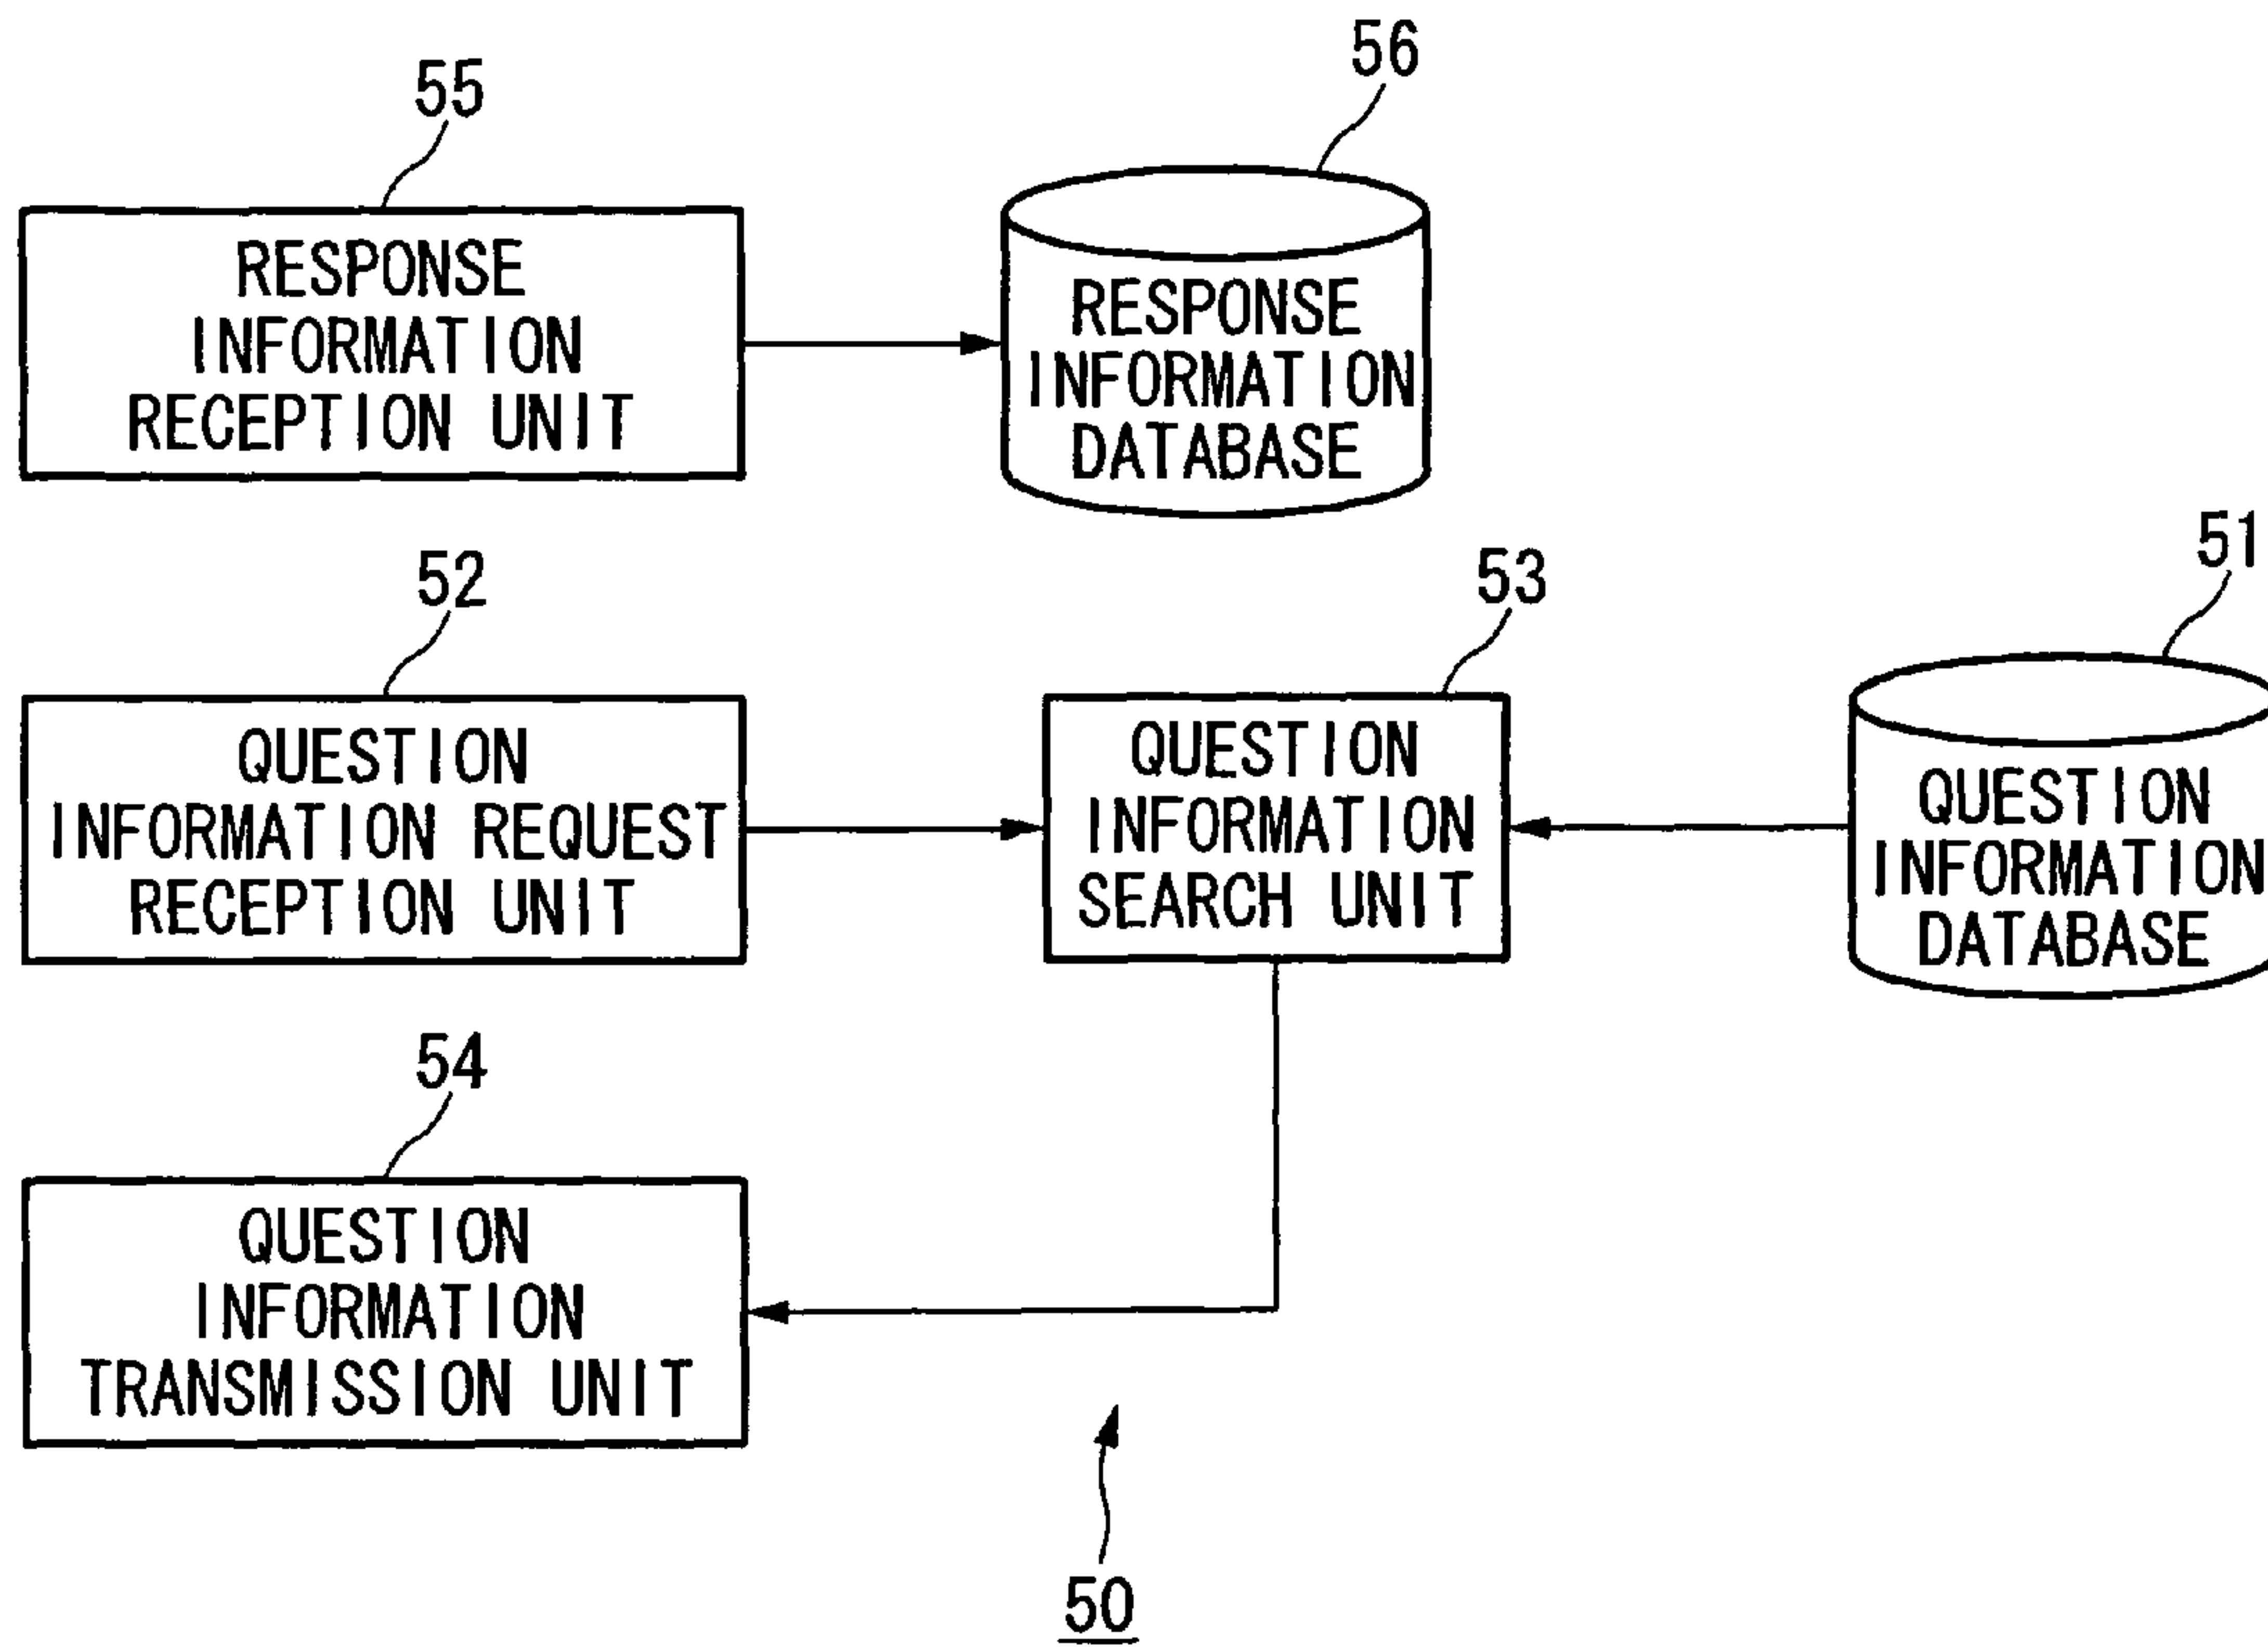 55
RESPONSE
INFORMATION
RECEPTION UNIT
56
RESPONSE
INFORMATION
DATABASE
52
QUESTION
INFORMATION REQUEST
RECEPTION UNIT
53
QUESTION
INFORMATION
SEARCH UNIT
51
QUESTION
INFORMATION
DATABASE
54
QUESTION
INFORMATION
TRANSMISSION UNIT
50